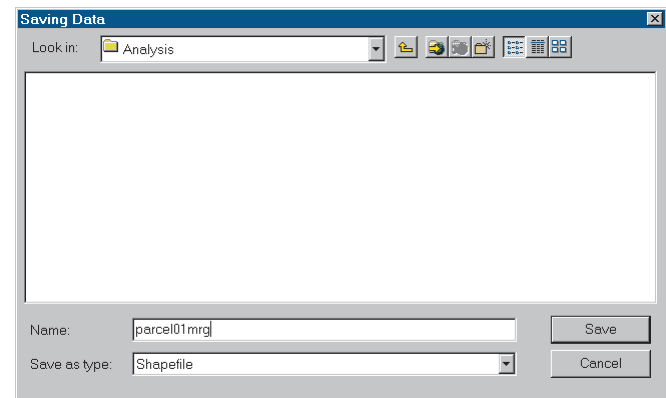 Saving Data
Look in: Analysis
Name: parcel01mrg
Save as type: Shapefile
Save
Cancel